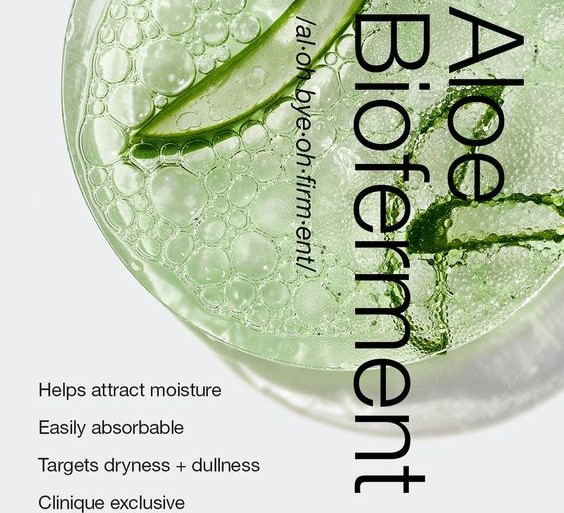 Aloe
Bioferment
/al·oh bye·oh·firm·ent/
Helps attract moisture
Easily absorbable
Targets dryness + dullness
Clinique exclusive